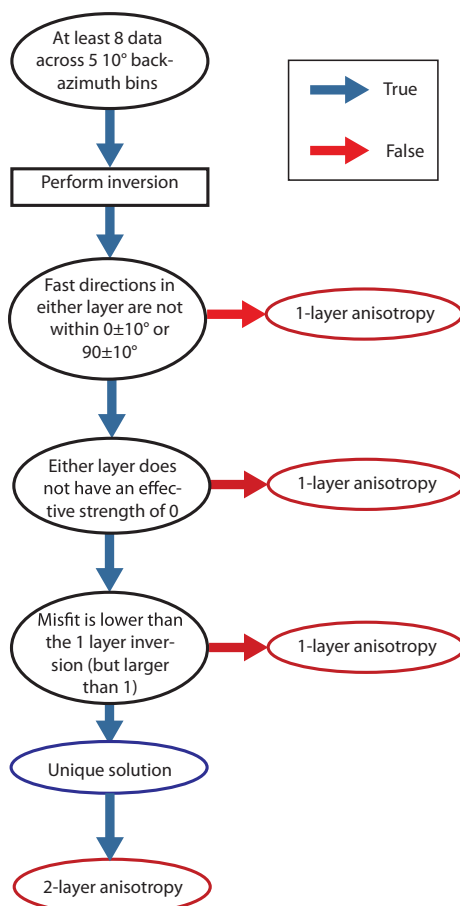 At least 8 data
across 5 10° back-
azimuth bins
True
False
Perform inversion
Fast directions in
either layer are not
within 0±10° or
90±10°
1-layer anisotropy
Either layer does
not have an effec-
tive strength of 0
1-layer anisotropy
Misfit is lower than
the 1 layer inver-
sion (but larger
than 1)
1-layer anisotropy
Unique solution
2-layer anisotropy